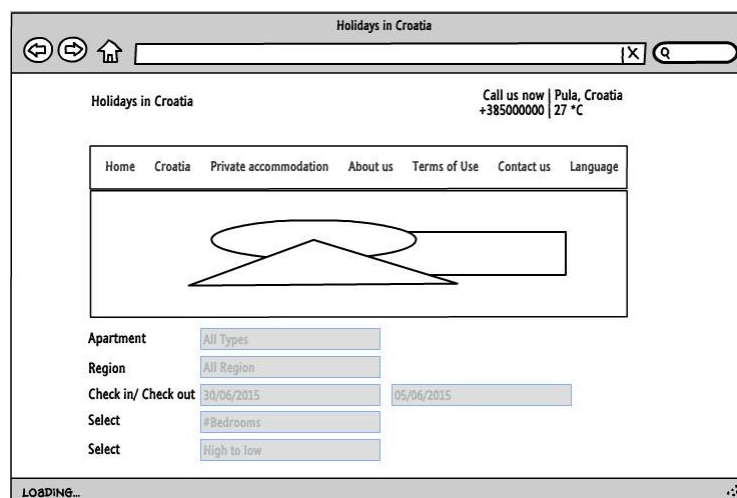 Holidays in Croatia
X
Holidays in Croatia
Call us now | Pula, Croatia
+385000000 | 27 °C
Home Croatia Private accommodation About us Terms of Use Contact us Language
Apartment All Types
Region All Region
Check in/ Check out 30/06/2015 05/06/2015
Select #Bedrooms
Select High to low
LOADING...